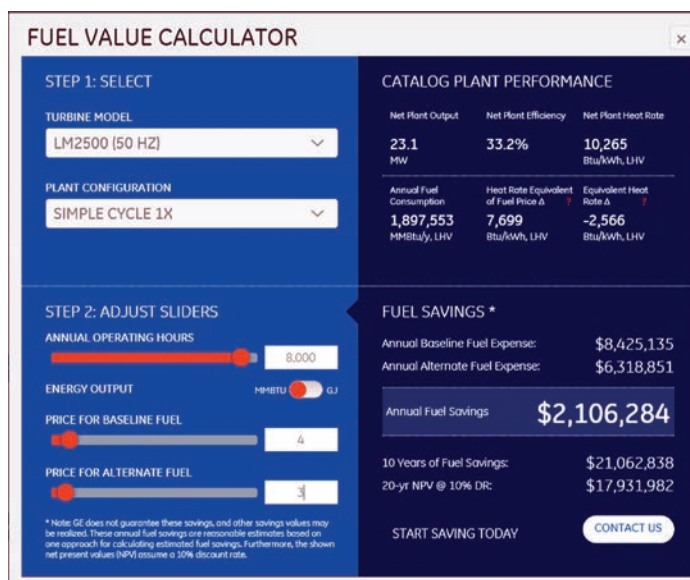 FUEL VALUE CALCULATOR
×
STEP 1: SELECT
TURBINE MODEL
LM2500 (50 HZ)
PLANT CONFIGURATION
SIMPLE CYCLE 1X
CATALOG PLANT PERFORMANCE
Net Plant Output Net Plant Efficiency Net Plant Heat Rate
23.1 33.2% 10,265
MW Btu/kWh, LHV
Annual Fuel Heat Rate Equivalent Equivalent Heat
Consumption of Fuel Price Δ ? Rate Δ ?
1,897,553 7,699 -2,566
MMBtu/y, LHV Btu/kWh, LHV Btu/kWh, LHV
STEP 2: ADJUST SLIDERS
ANNUAL OPERATING HOURS
8,000
ENERGY OUTPUT MMBTU GJ
PRICE FOR BASELINE FUEL
4
PRICE FOR ALTERNATE FUEL
3
* Note: GE does not guarantee these savings, and other savings values may
be realized. These annual fuel savings are reasonable estimates based on
one approach for calculating estimated fuel savings. Furthermore, the shown
net present values (NPV) assume a 10% discount rate.
FUEL SAVINGS *
Annual Baseline Fuel Expense: $8,425,135
Annual Alternate Fuel Expense: $6,318,851
Annual Fuel Savings $2,106,284
10 Years of Fuel Savings: $21,062,838
20-yr NPV @ 10% DR: $17,931,982
START SAVING TODAY CONTACT US